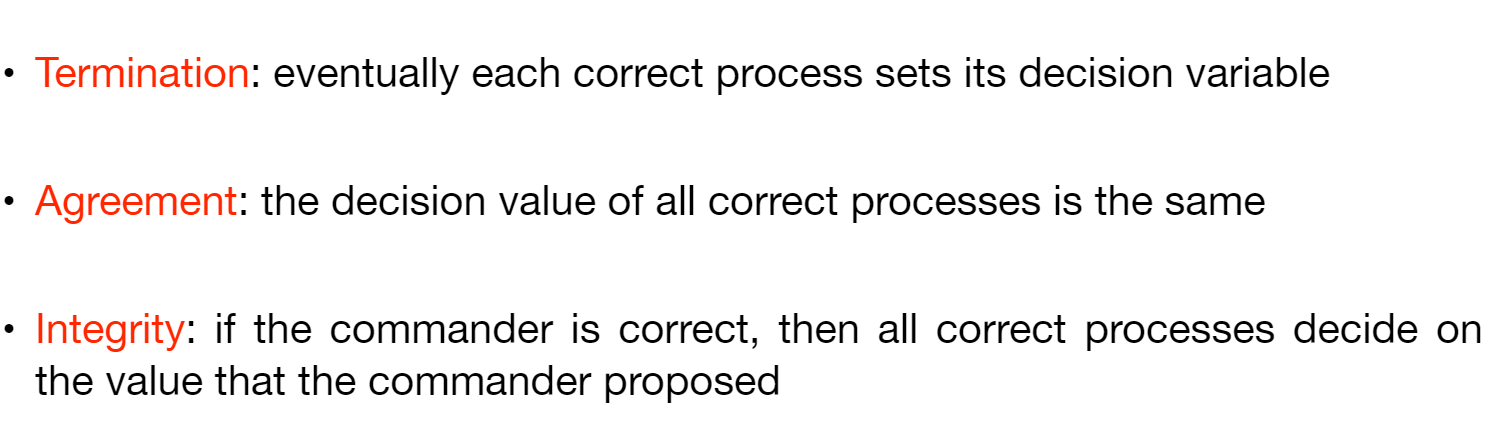 • Termination: eventually each correct process sets its decision variable
• Agreement: the decision value of all correct processes is the same
• Integrity: if the commander is correct, then all correct processes decide on
the value that the commander proposed